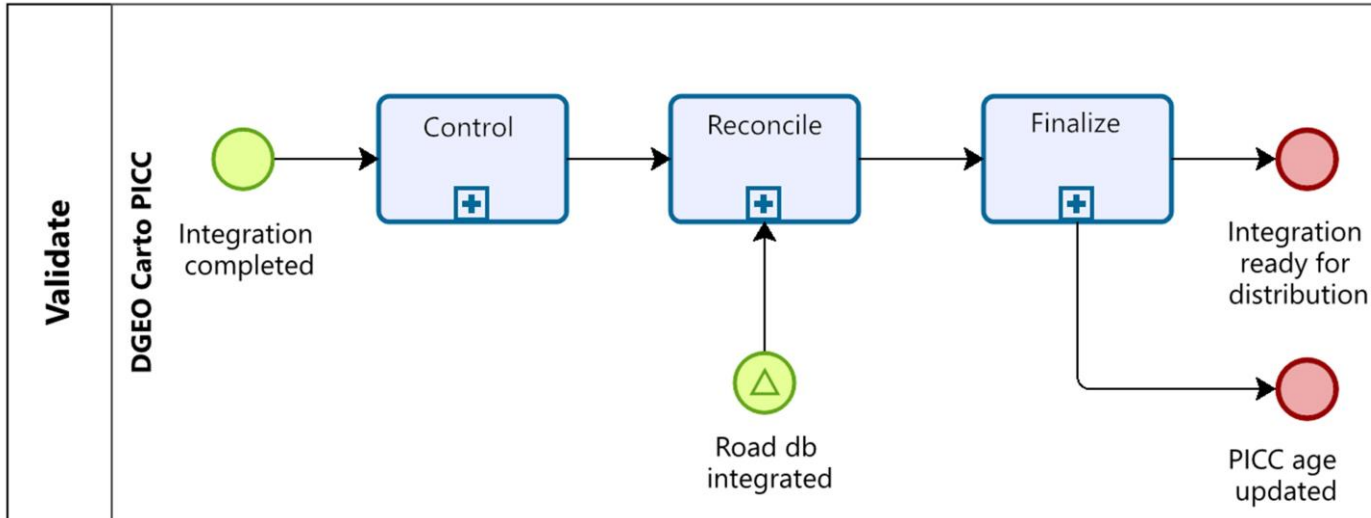 Validate
DGEO Carto PICC
Integration
completed
Control
Reconcile
Finalize
Integration
ready for
distribution
Road db
integrated
PICC age
updated